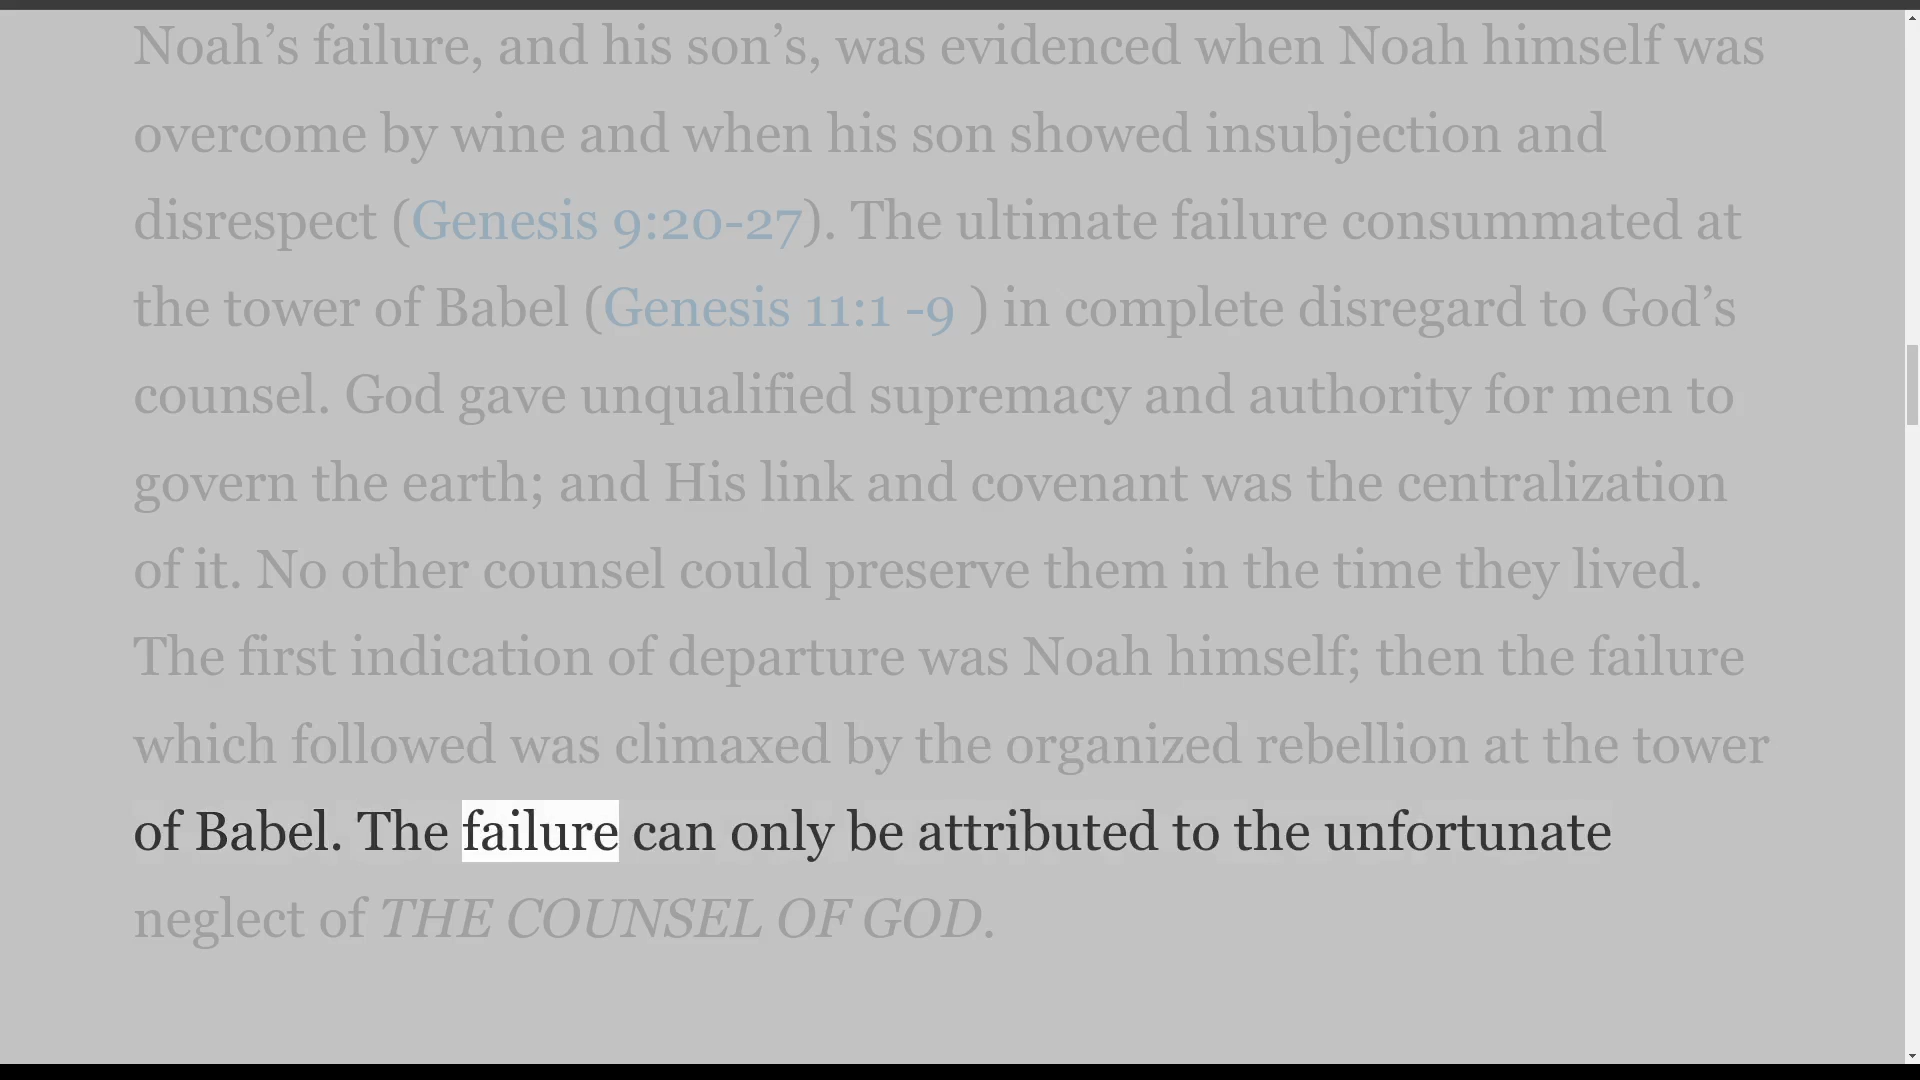 Noah’s failure, and his son’s, was evidenced when Noah himself was
overcome by wine and when his son showed insubjection and
disrespect (Genesis 9:20-27). The ultimate failure consummated at
the tower of Babel (Genesis 11:1 -9 ) in complete disregard to God’s
counsel. God gave unqualified supremacy and authority for men to
govern the earth; and His link and covenant was the centralization
of it. No other counsel could preserve them in the time they lived.
The first indication of departure was Noah himself; then the failure
which followed was climaxed by the organized rebellion at the tower
of Babel. The failure can only be attributed to the unfortunate
neglect of THE COUNSEL OF GOD.